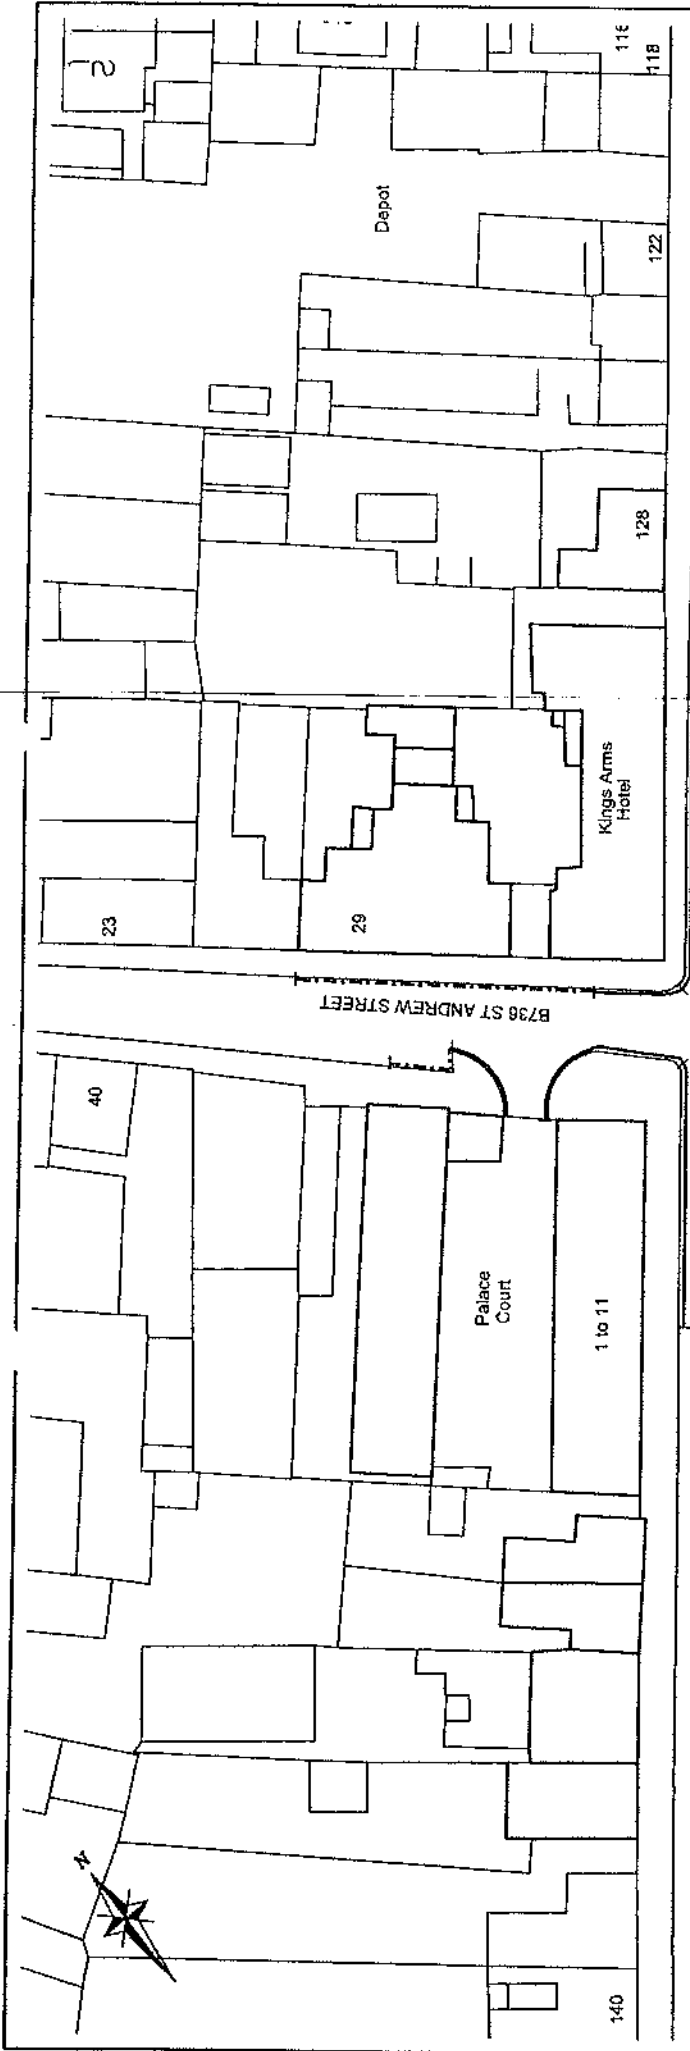 116
118
Depot
122
128
Kings Arms
Hotel
23
29
B736 ST ANDREW STREET
40
Palace
Court
1 to 11
N
140